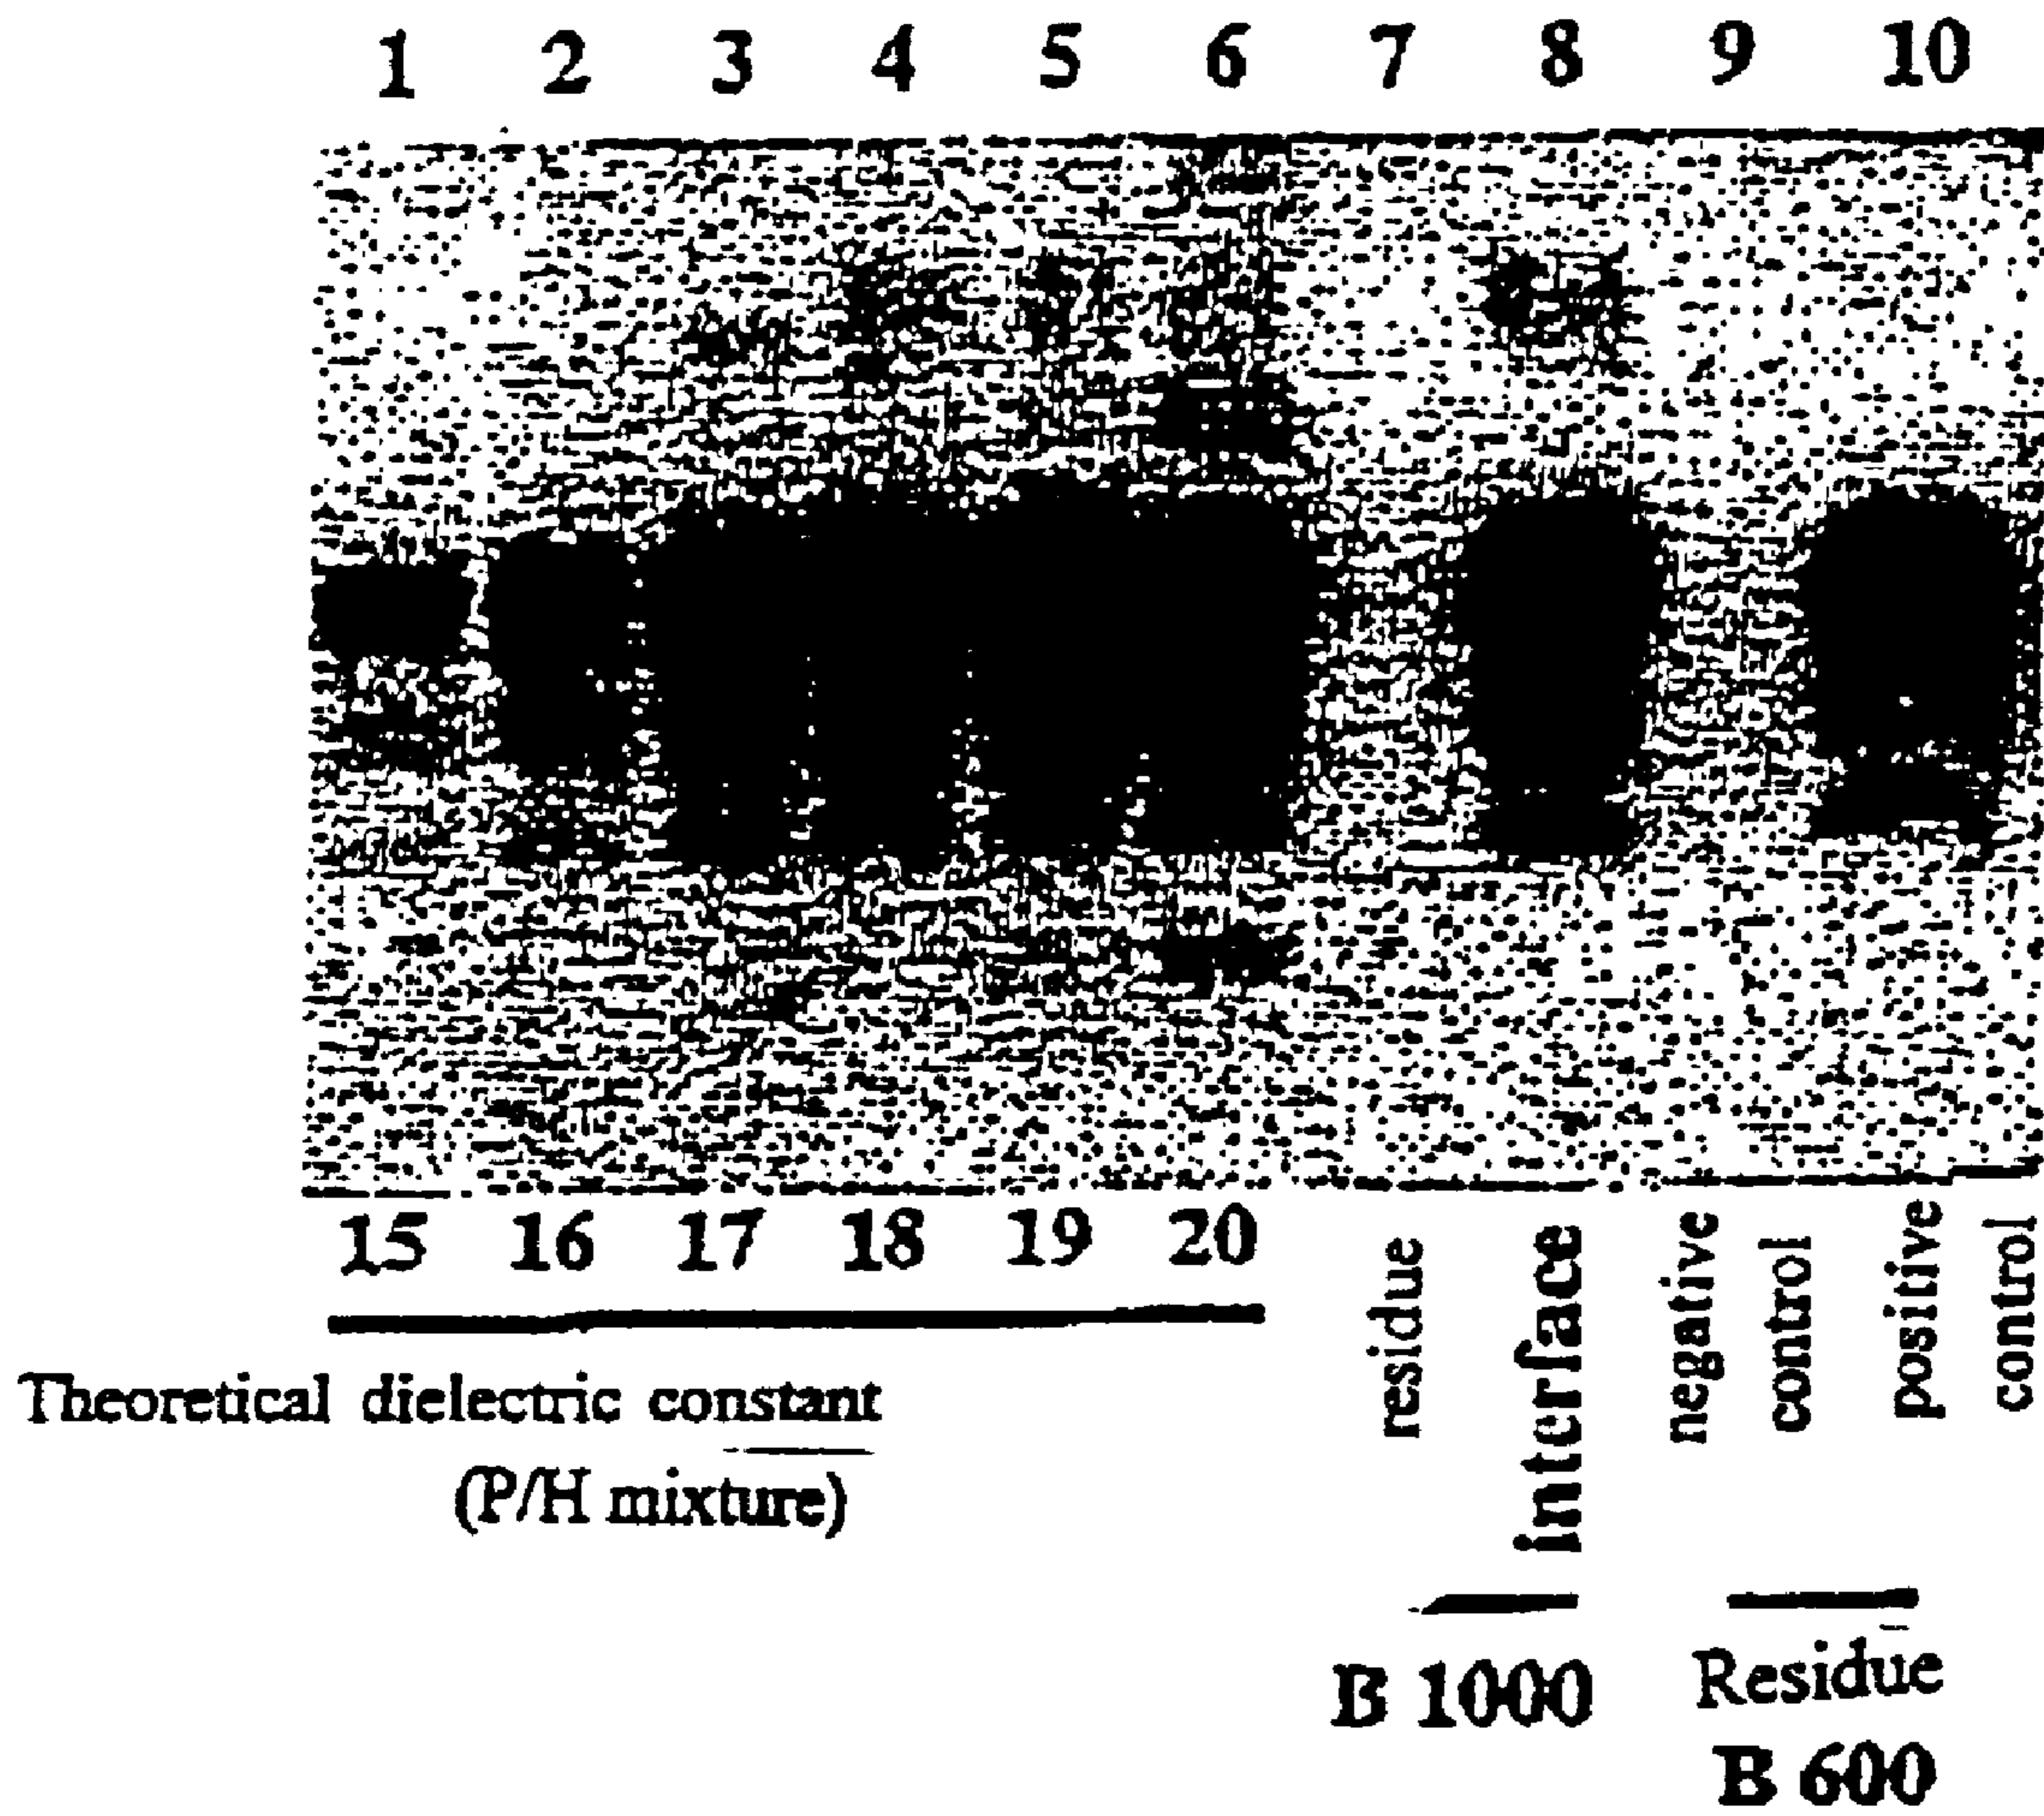 1 2 3 4 5 6 7 8 9 10
15 16 17 18 19 20
residue
interface
negative
control
positive
control
Theoretical dielectric constant
(P/H mixture)
B 1000
Residue
B 600